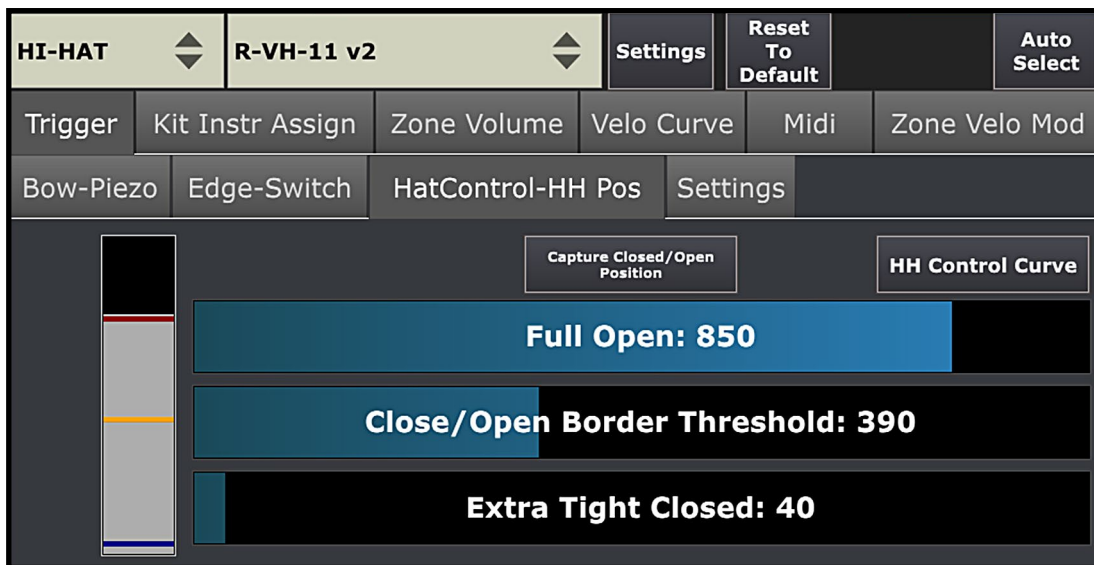 HI-HAT
R-VH-11 v2
Settings
Reset
To
Default
Auto
Select
Trigger
Kit Instr Assign
Zone Volume
Velo Curve
Midi
Zone Velo Mod
Bow-Piezo
Edge-Switch
HatControl-HH Pos
Settings
Capture Closed/Open
Position
HH Control Curve
Full Open: 850
Close/Open Border Threshold: 390
Extra Tight Closed: 40